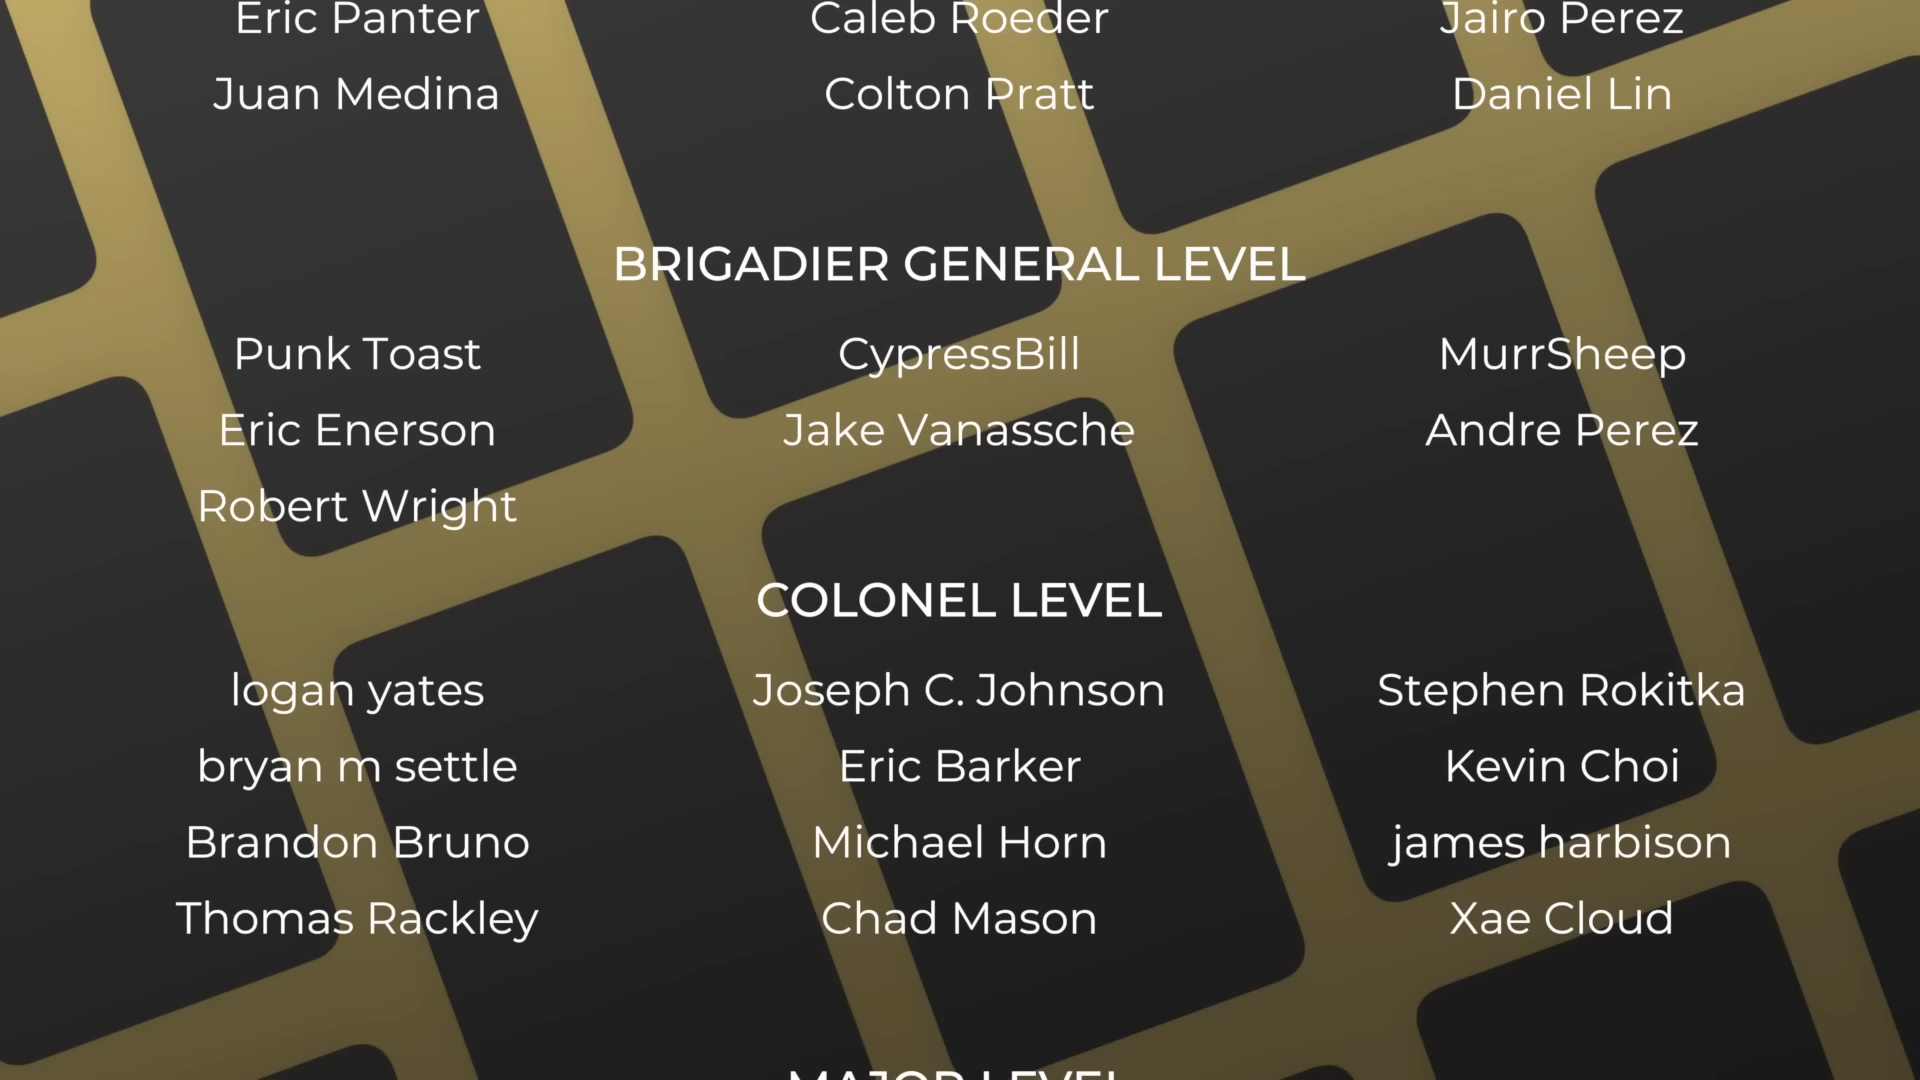 Eric Panter Caleb Roeder Jairo Perez
Juan Medina Colton Pratt Daniel Lin
BRIGADIER GENERAL LEVEL
Punk Toast CypressBill MurrSheep
Eric Enerson Jake Vanassche Andre Perez
Robert Wright
COLONEL LEVEL
logan yates Joseph C. Johnson Stephen Rokitka
bryan m settle Eric Barker Kevin Choi
Brandon Bruno Michael Horn james harbison
Thomas Rackley Chad Mason Xae Cloud
MAJOR LEVEL